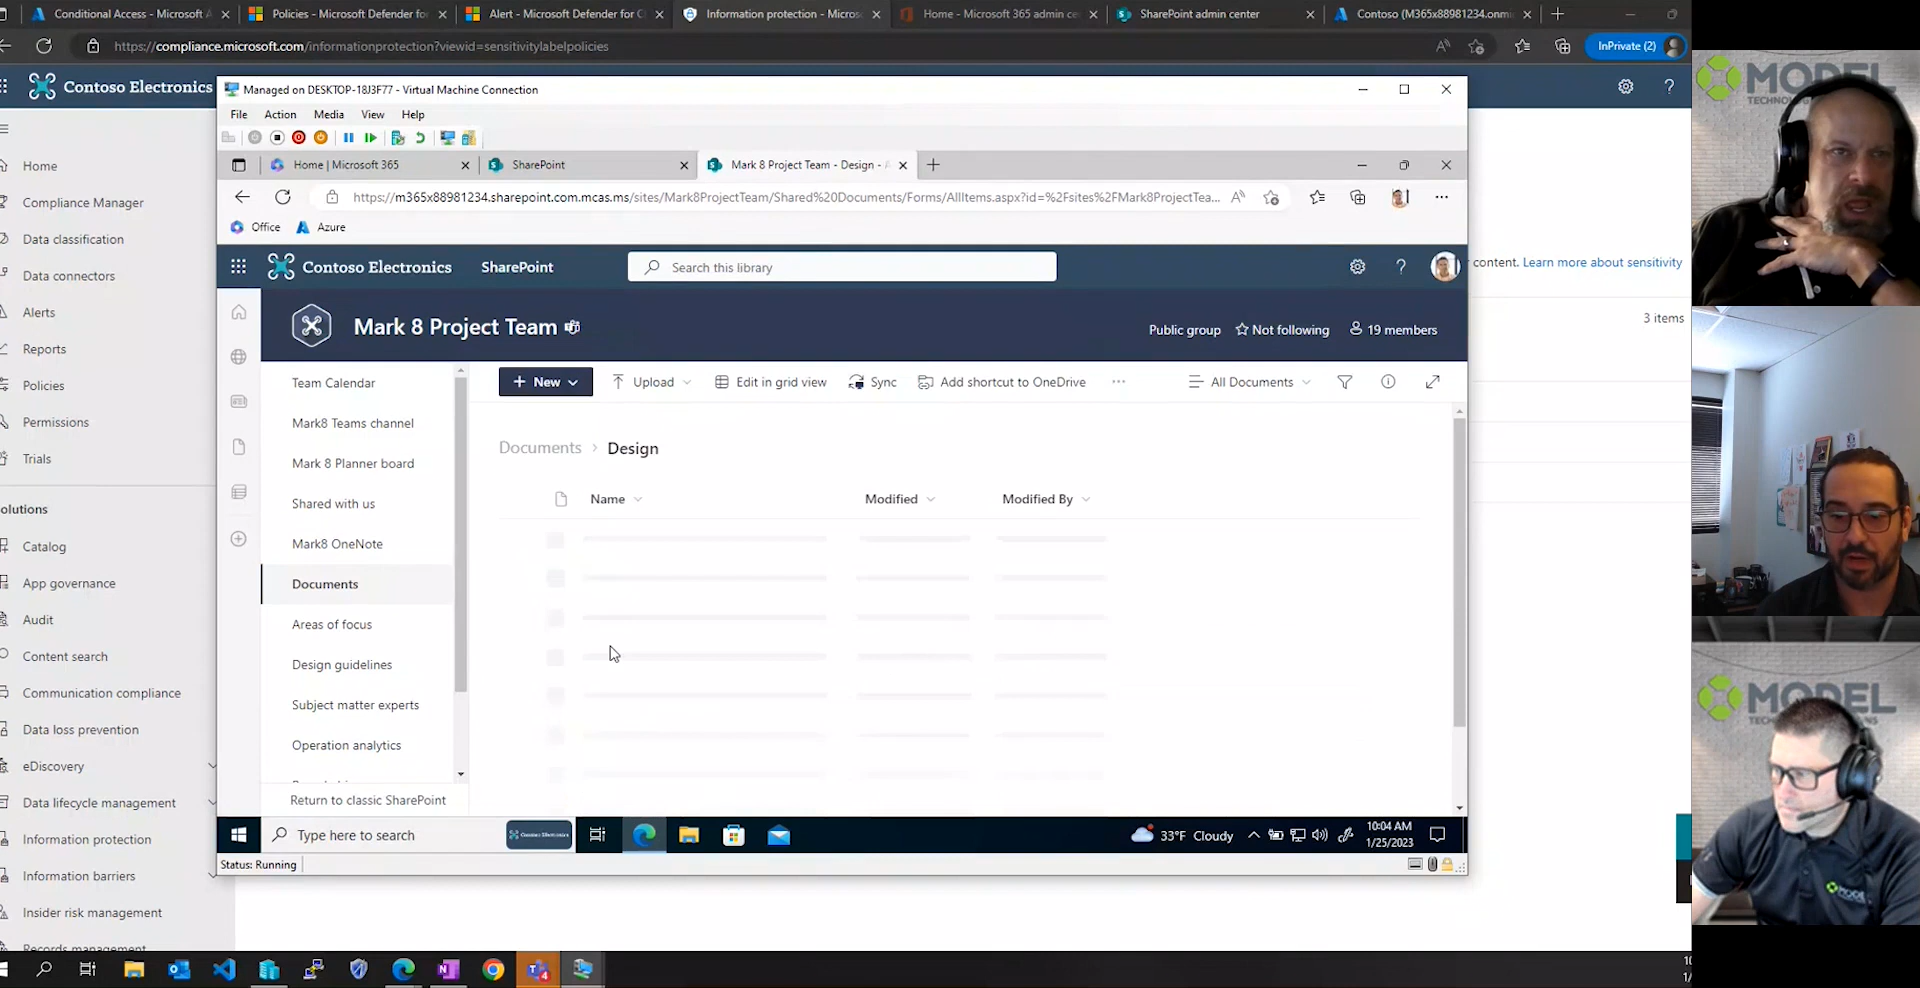 Conditional Access - Microsoft A
Policies - Microsoft Defender for
Alert - Microsoft Defender for Cl
Information protection - Micros
Home - Microsoft 365 admin ce
SharePoint admin center
Contoso (M365x88981234.onm
https://compliance.microsoft.com/informationprotection?viewid=sensitivitylabelpolicies
InPrivate (2)
Contoso Electronics
Home
Compliance Manager
Data classification
Data connectors
Alerts
Reports
Policies
Permissions
Trials
olutions
Catalog
App governance
Audit
Content search
Communication compliance
Data loss prevention
eDiscovery
Data lifecycle management
Information protection
Information barriers
Insider risk management
Records management
content. Learn more about sensitivity
3 items
Managed on DESKTOP-18J3F77 - Virtual Machine Connection
File Action Media View Help
Home | Microsoft 365
SharePoint
Mark 8 Project Team - Design -
https://m365x88981234.sharepoint.com.mcas.ms/sites/Mark8ProjectTeam/Shared%20Documents/Forms/AllItems.aspx?id=%2Fsites%2FMark8ProjectTea...
Office Azure
Contoso Electronics SharePoint
Search this library
Mark 8 Project Team
Public group Not following 19 members
Team Calendar
Mark8 Teams channel
Mark 8 Planner board
Shared with us
Mark8 OneNote
Documents
Areas of focus
Design guidelines
Subject matter experts
Operation analytics
Return to classic SharePoint
New Upload Edit in grid view Sync Add shortcut to OneDrive ··· All Documents
Documents > Design
Name Modified Modified By
Type here to search
Contoso Electronics
33°F Cloudy
10:04 AM
1/25/2023
Status: Running
MODEL
MODEL
MODEL